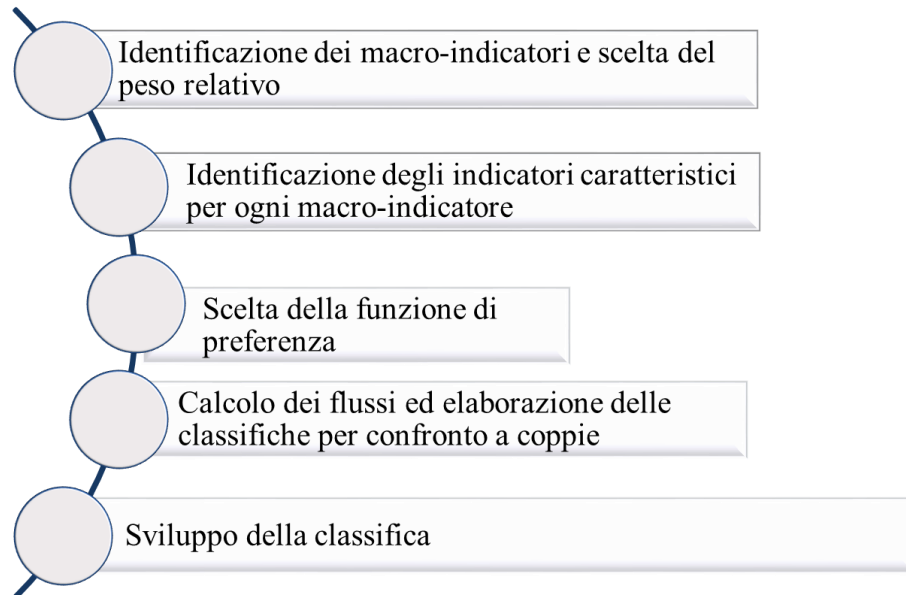 Identificazione dei macro-indicatori e scelta del
peso relativo
Identificazione degli indicatori caratteristici
per ogni macro-indicatore
Scelta della funzione di
preferenza
Calcolo dei flussi ed elaborazione delle
classifiche per confronto a coppie
Sviluppo della classifica